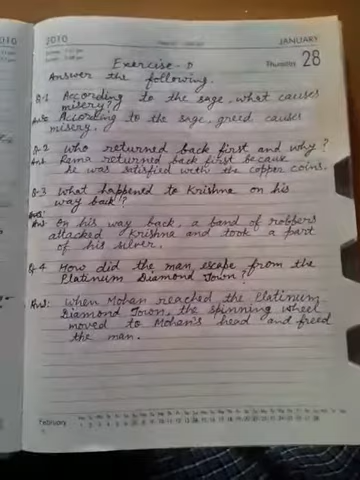 2010
JANUARY
Thursday 28
Exercise - D
Answer the following.
Q.1 According to the sage, what causes
misery?
Ans: According to the sage, greed causes
misery.
Q.2 Who returned back first and why?
Ans: Rama returned back first because
he was satisfied with the copper coins.
Q.3 What happened to Krishna on his
way back?
Ans: On his way back, a band of robbers
attacked Krishna and took a part
of his silver.
Q.4 How did the man escape from the
Platinum Diamond Town?
Ans: When Mohan reached the Platinum
Diamond Town, the spinning wheel
moved to Mohan's head and freed
the man.
February